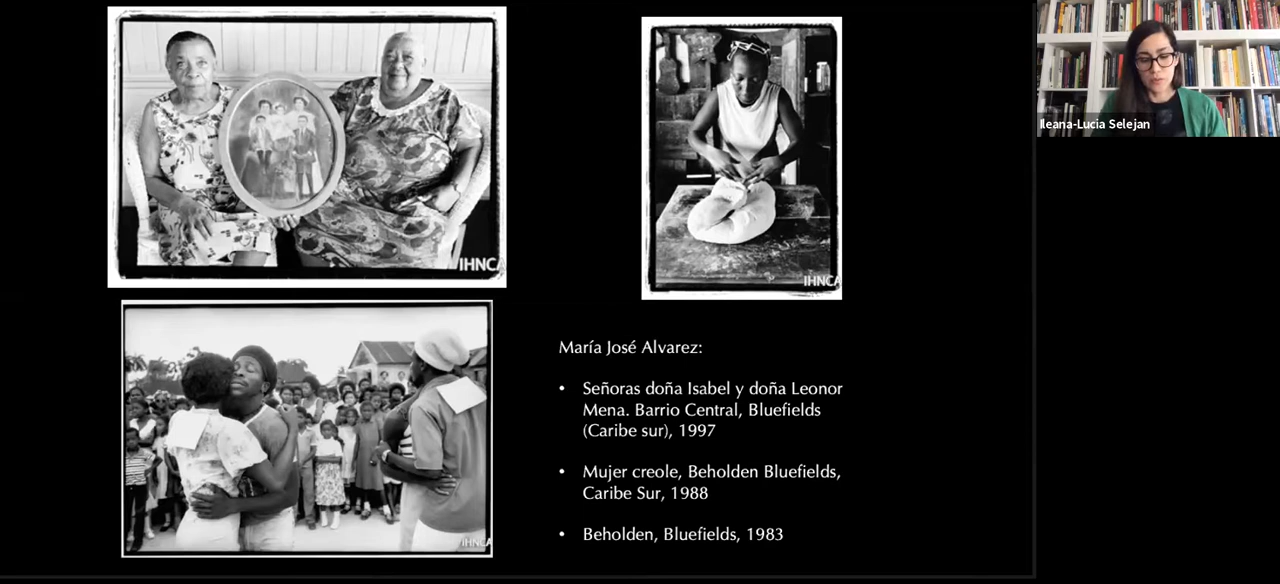 IHNCA
IHNCA
Ileana-Lucia Selejan
IHNCA
María José Alvarez:
• Señoras doña Isabel y doña Leonor
Mena. Barrio Central, Bluefields
(Caribe sur), 1997
• Mujer creole, Beholden Bluefields,
Caribe Sur, 1988
• Beholden, Bluefields, 1983